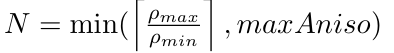 N = min(⌈ρ_max/ρ_min⌉, maxAniso)